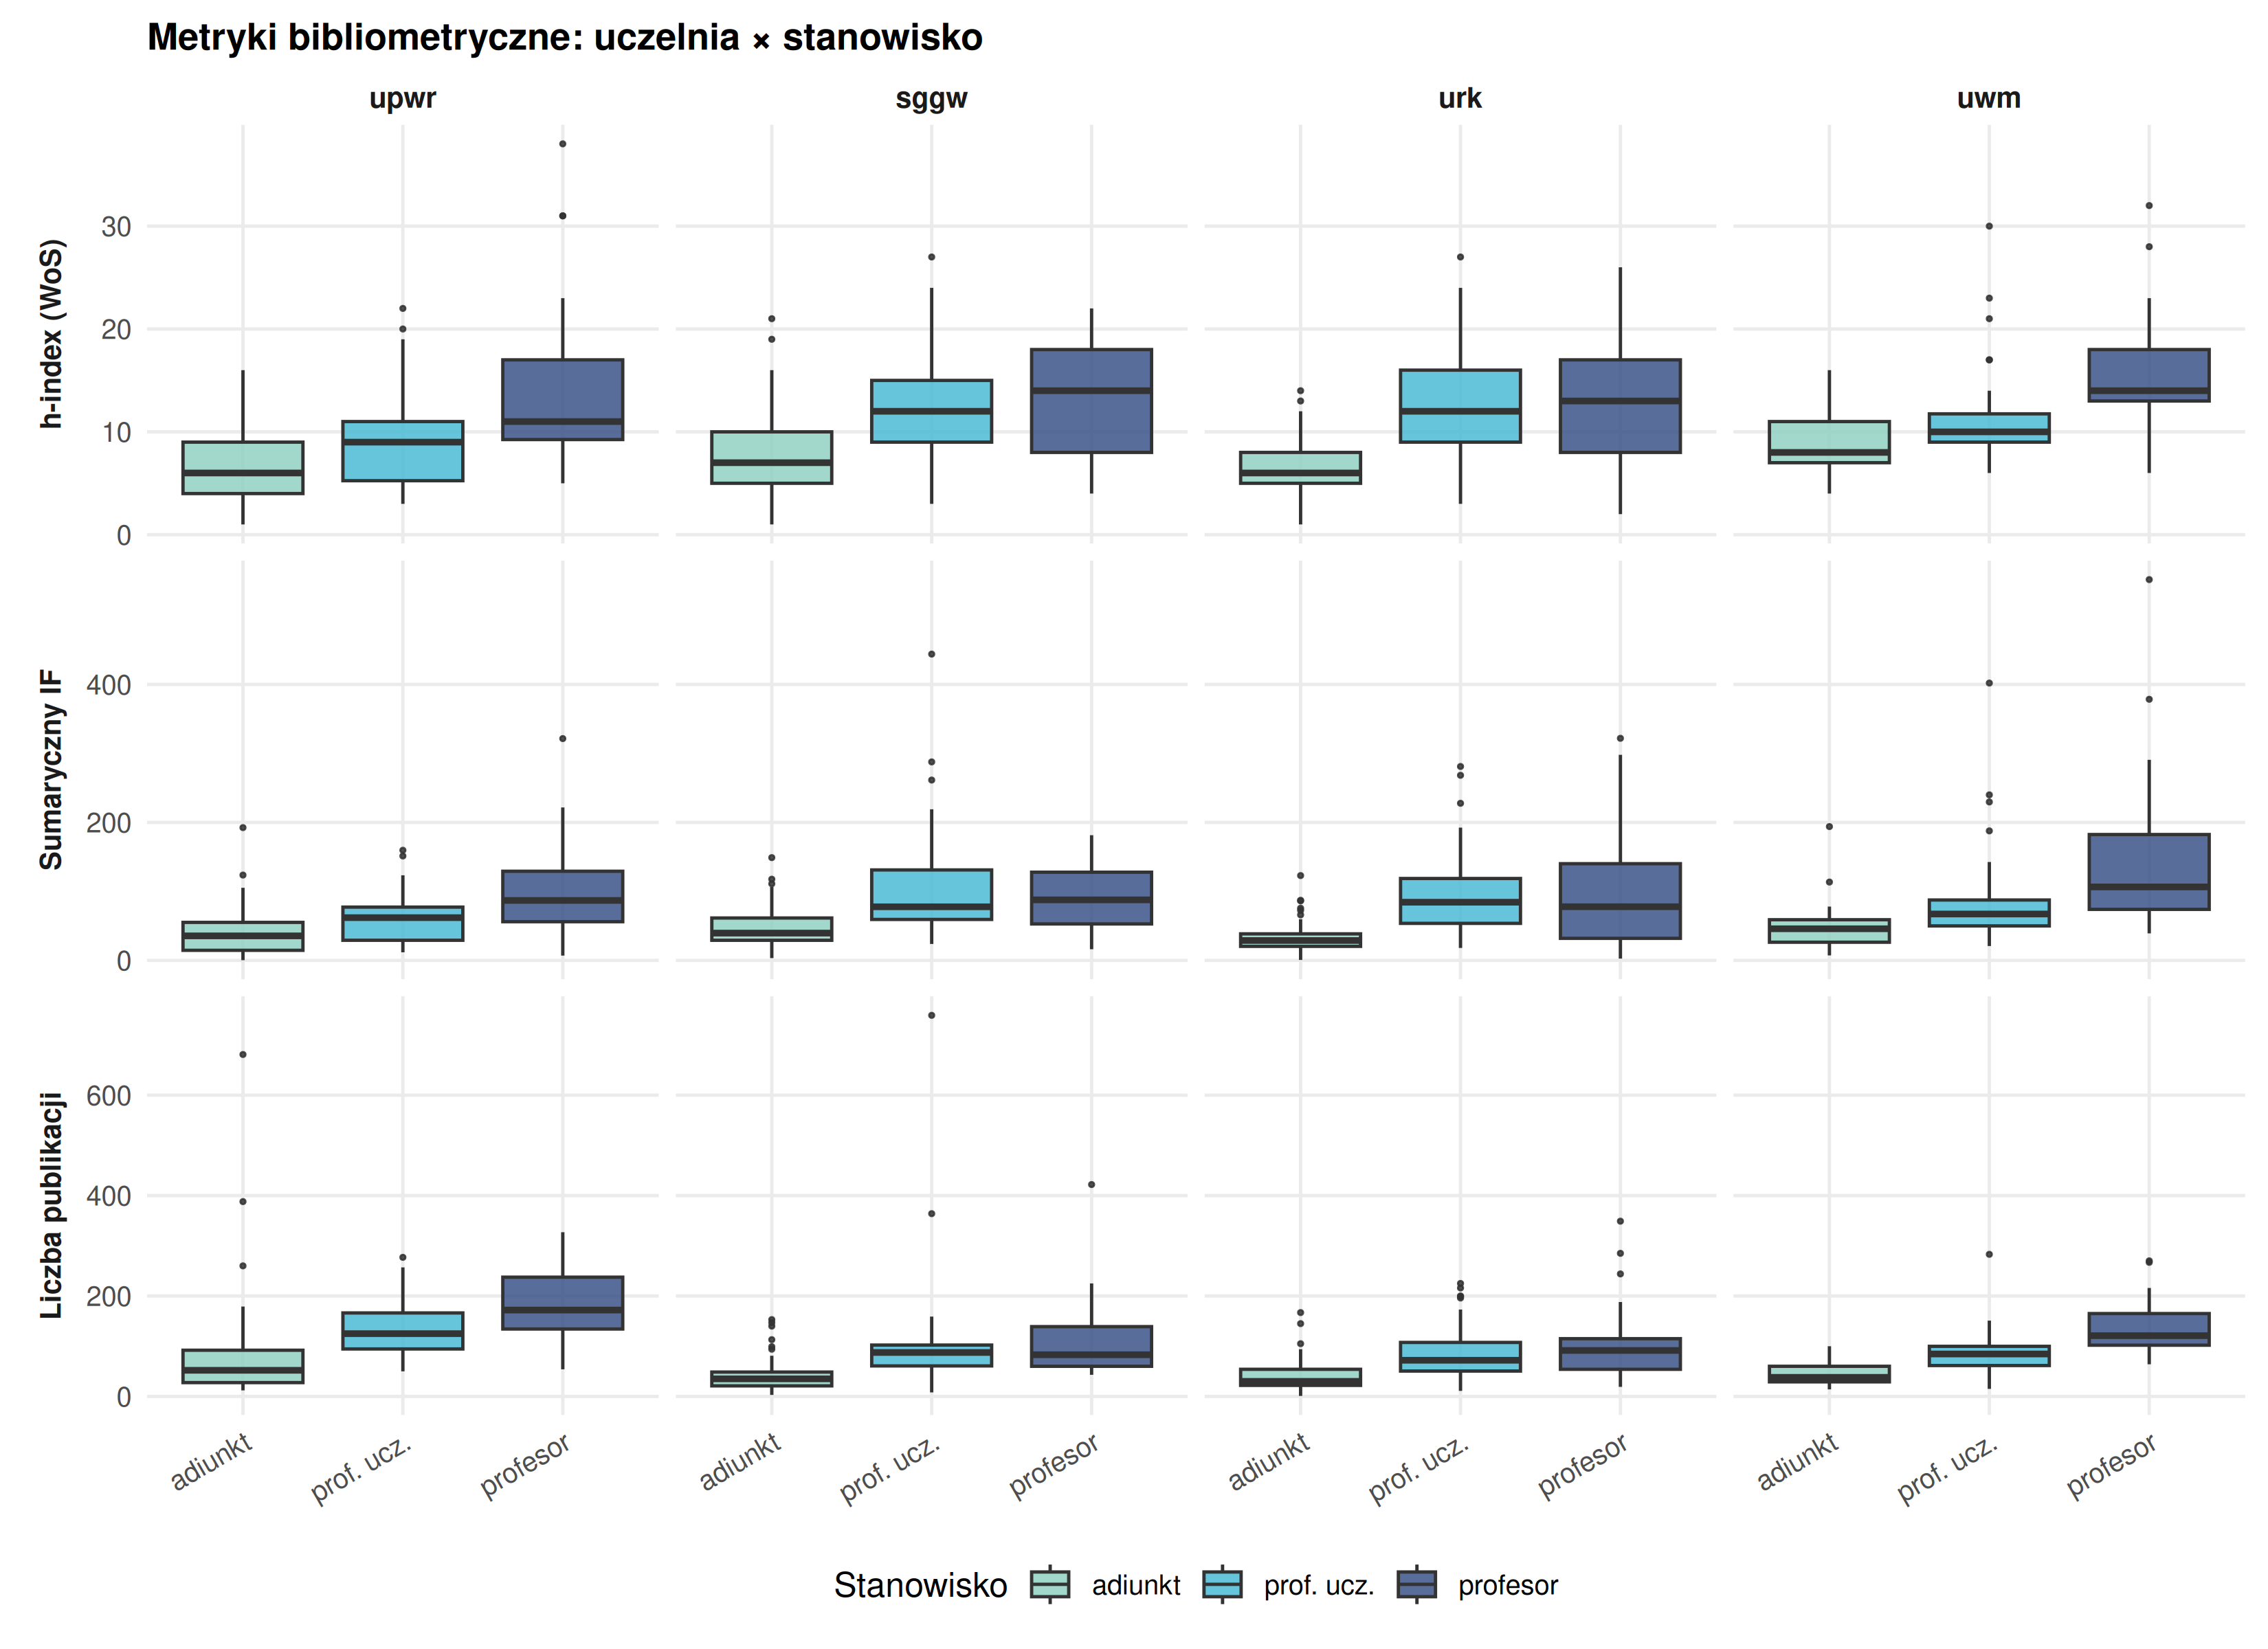 Metryki bibliometryczne: uczelnia × stanowisko
upwr sggw urk uwm
h-index (WoS)
30
20
10
0
Sumaryczny IF
400
200
0
Liczba publikacji
600
400
200
0
adiunkt prof. ucz. profesor adiunkt prof. ucz. profesor adiunkt prof. ucz. profesor adiunkt prof. ucz. profesor
Stanowisko adiunkt prof. ucz. profesor